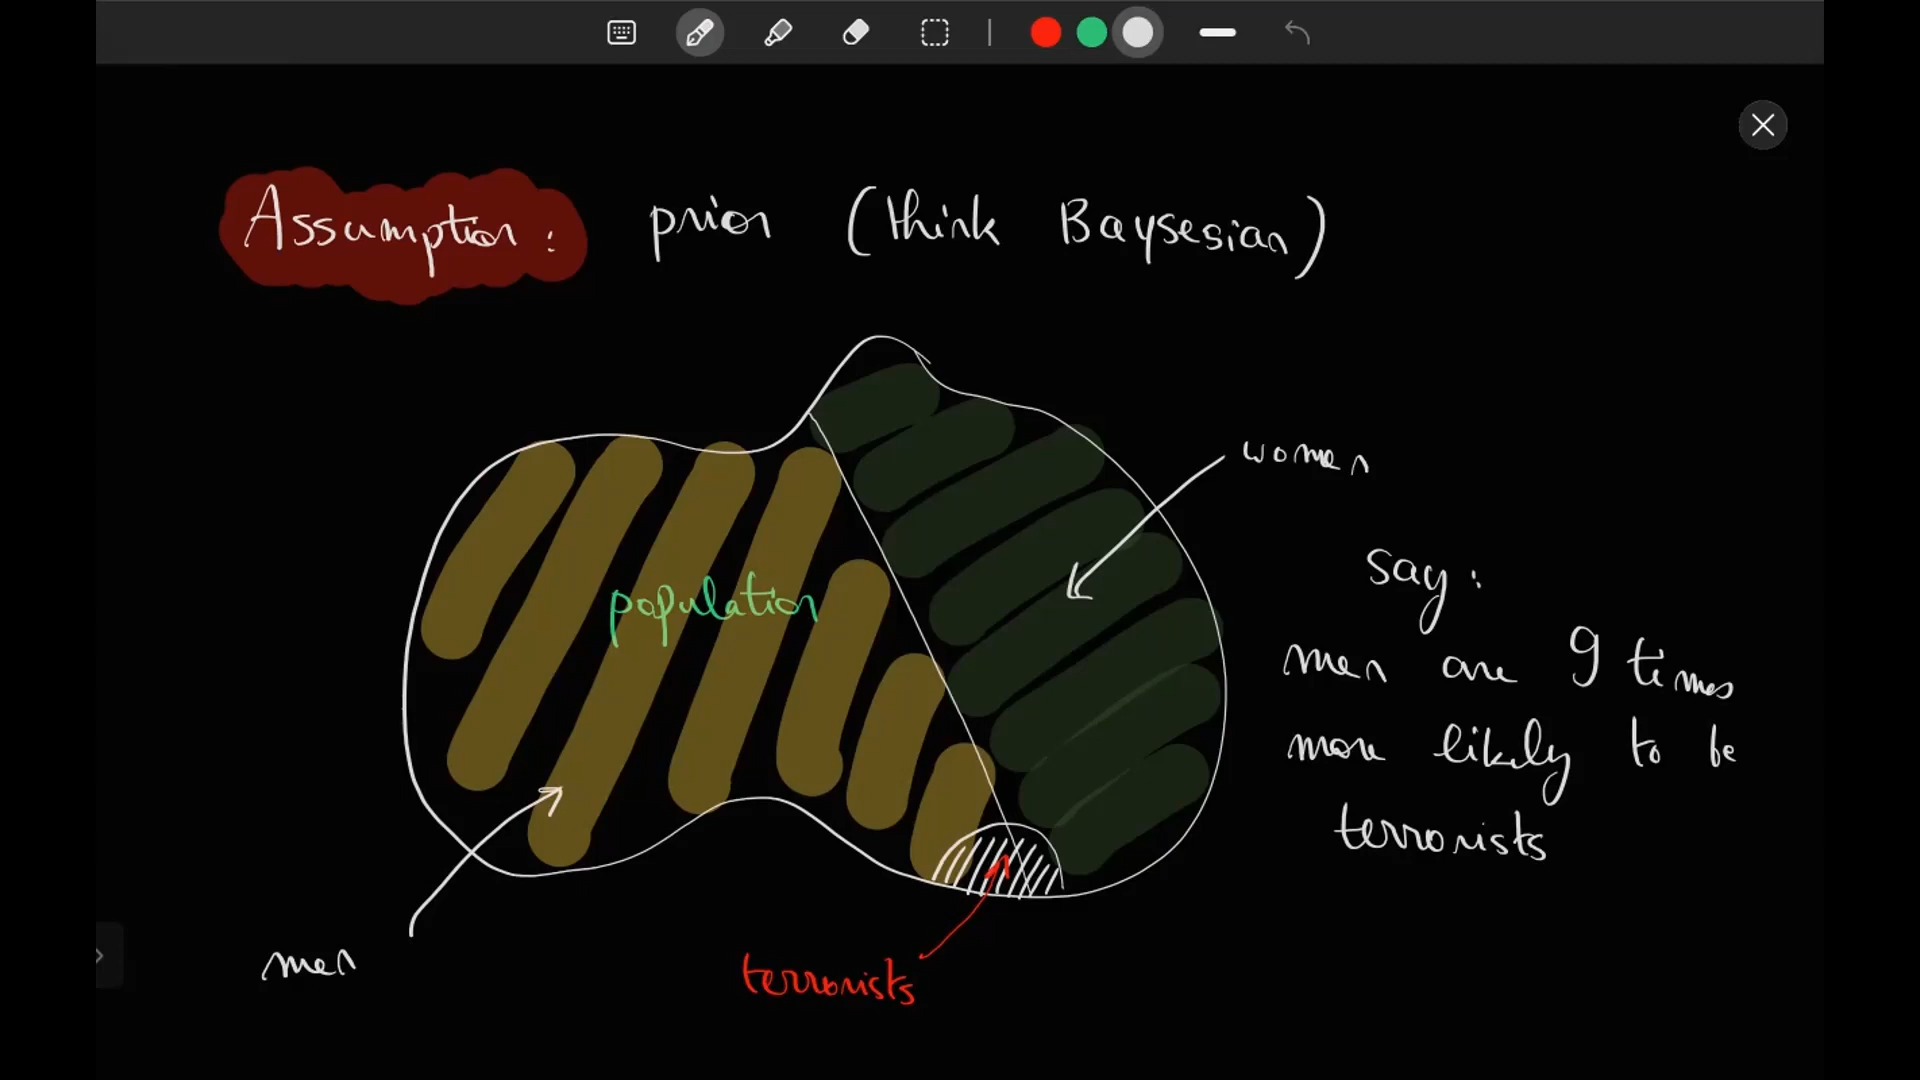 Assumption: prior (think Baysesian)
women
population
say:
men are 9 times
more likely to be
terrorists
men
terrorists